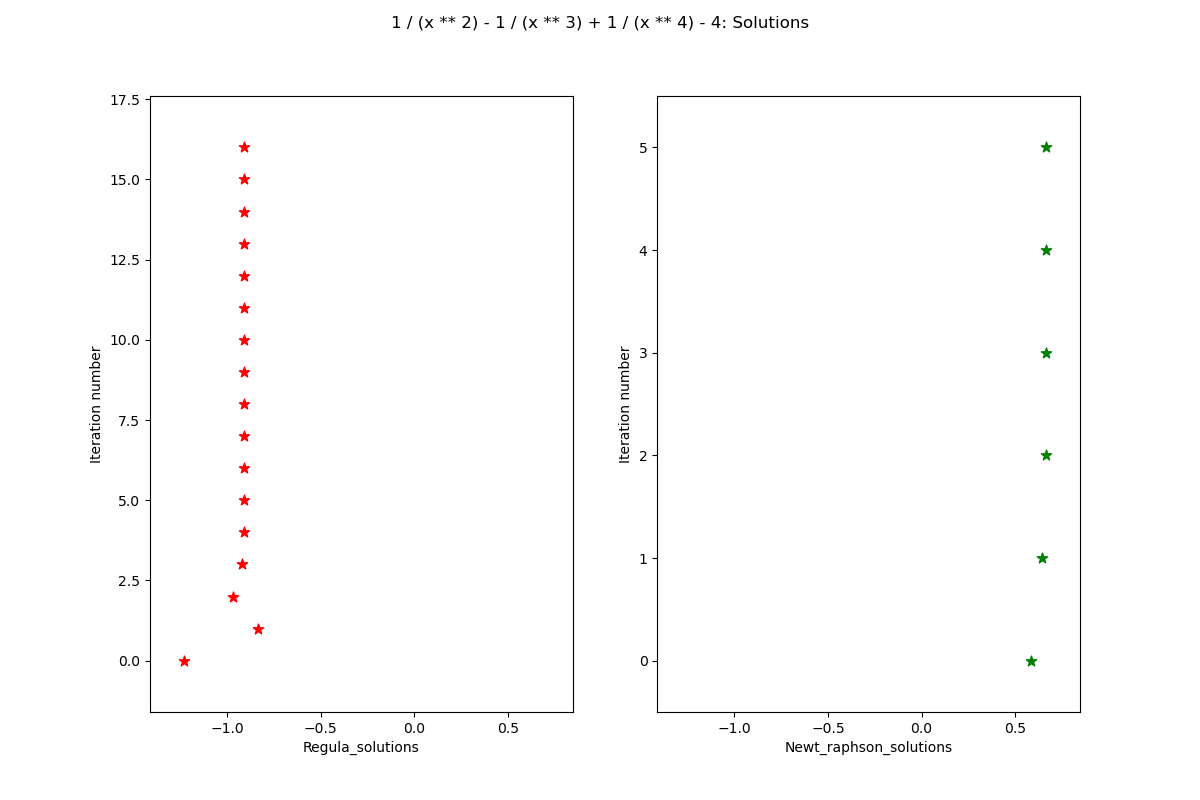 1 / (x ** 2) - 1 / (x ** 3) + 1 / (x ** 4) - 4: Solutions
17.5
15.0
12.5
10.0
7.5
5.0
2.5
0.0
Iteration number
−1.0 −0.5 0.0 0.5
Regula_solutions
5
4
3
2
1
0
Iteration number
−1.0 −0.5 0.0 0.5
Newt_raphson_solutions